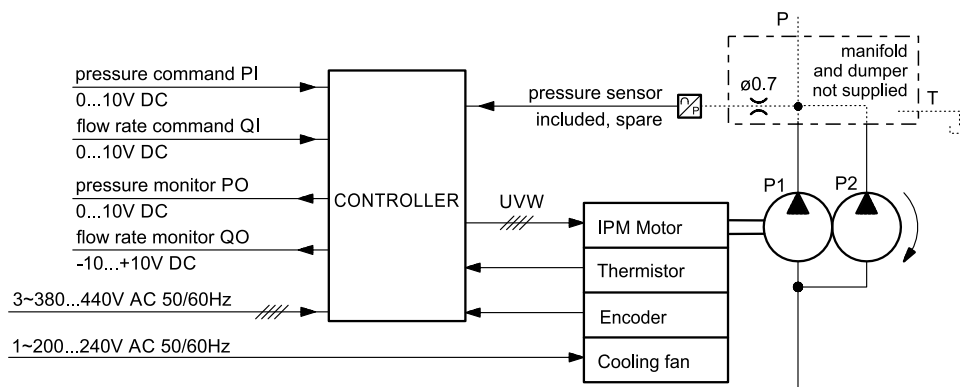 pressure command PI
0...10V DC
flow rate command QI
0...10V DC
pressure monitor PO
0...10V DC
flow rate monitor QO
-10...+10V DC
3~380...440V AC 50/60Hz
1~200...240V AC 50/60Hz
CONTROLLER
pressure sensor
included, spare
P
UVW
IPM Motor
Thermistor
Encoder
Cooling fan
P
manifold
and dumper
not supplied
ø0.7
T
P1
P2